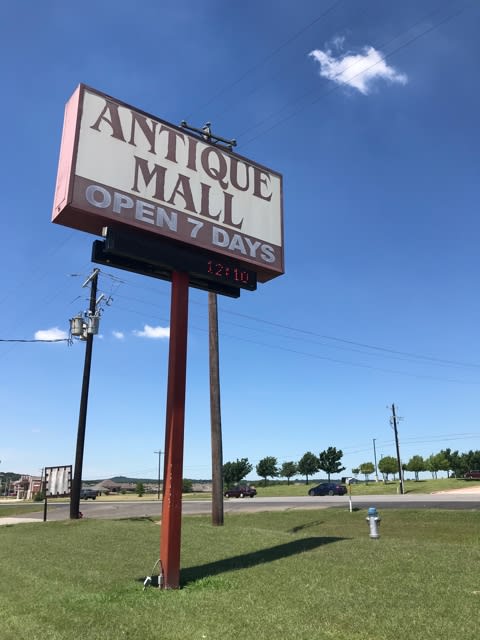 ANTIQUE
MALL
OPEN 7 DAYS
12:10